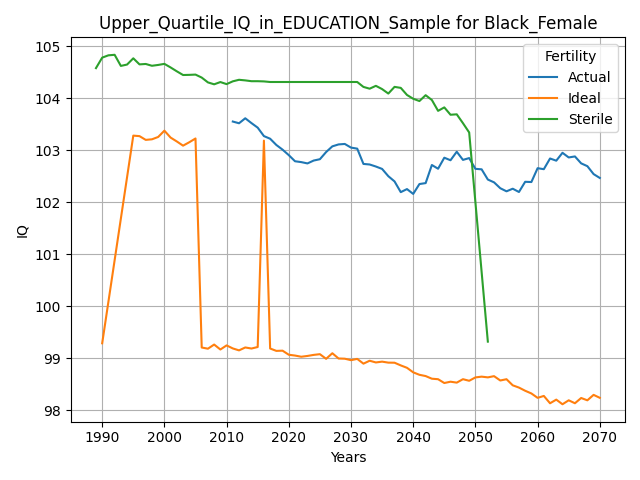 Upper_Quartile_IQ_in_EDUCATION_Sample for Black_Female
Fertility
Actual
Ideal
Sterile
IQ
105
104
103
102
101
100
99
98
1990 2000 2010 2020 2030 2040 2050 2060 2070
Years